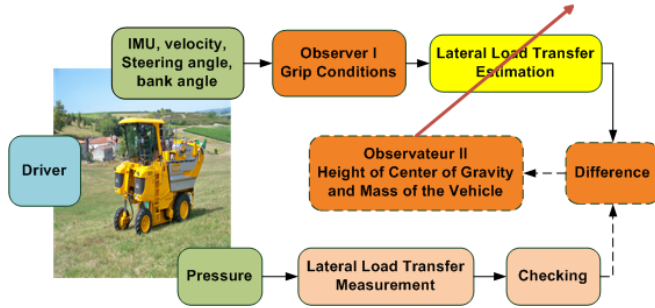 IMU, velocity,
Steering angle,
bank angle
Observer I
Grip Conditions
Lateral Load Transfer
Estimation
Driver
Observateur II
Height of Center of Gravity
and Mass of the Vehicle
Difference
Pressure
Lateral Load Transfer
Measurement
Checking